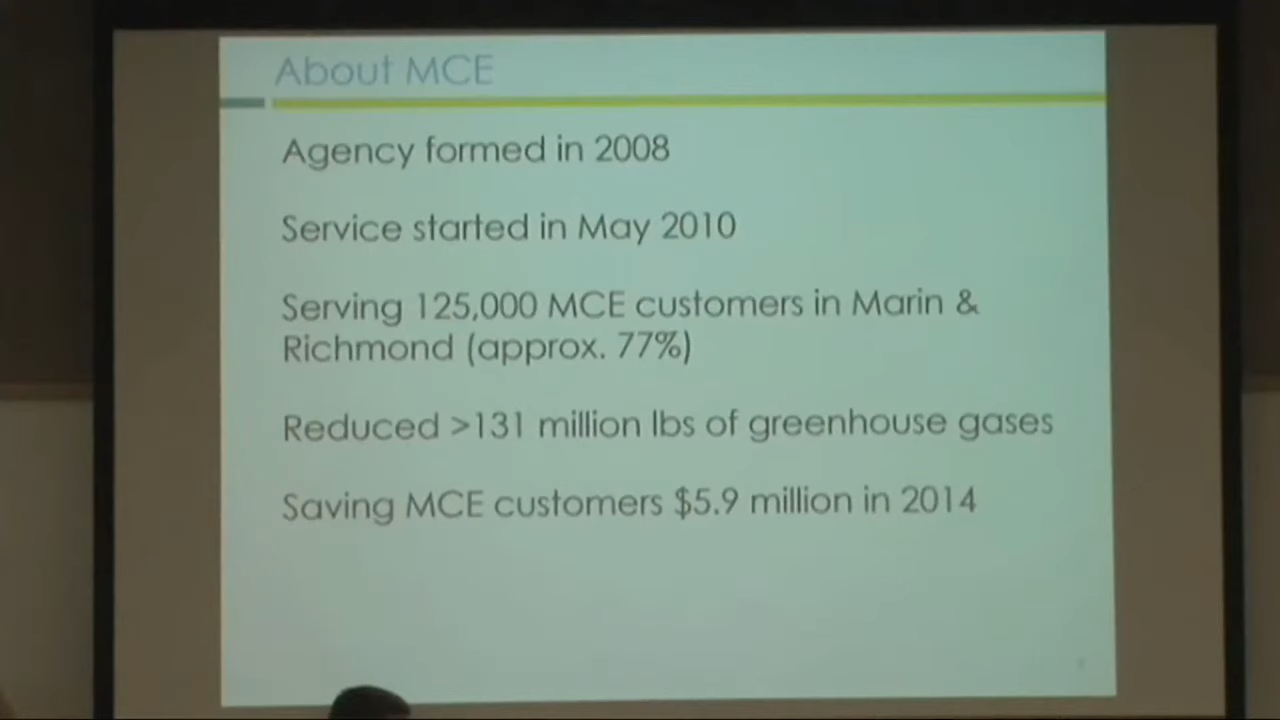 About MCE
Agency formed in 2008
Service started in May 2010
Serving 125,000 MCE customers in Marin &
Richmond (approx. 77%)
Reduced >131 million lbs of greenhouse gases
Saving MCE customers $5.9 million in 2014